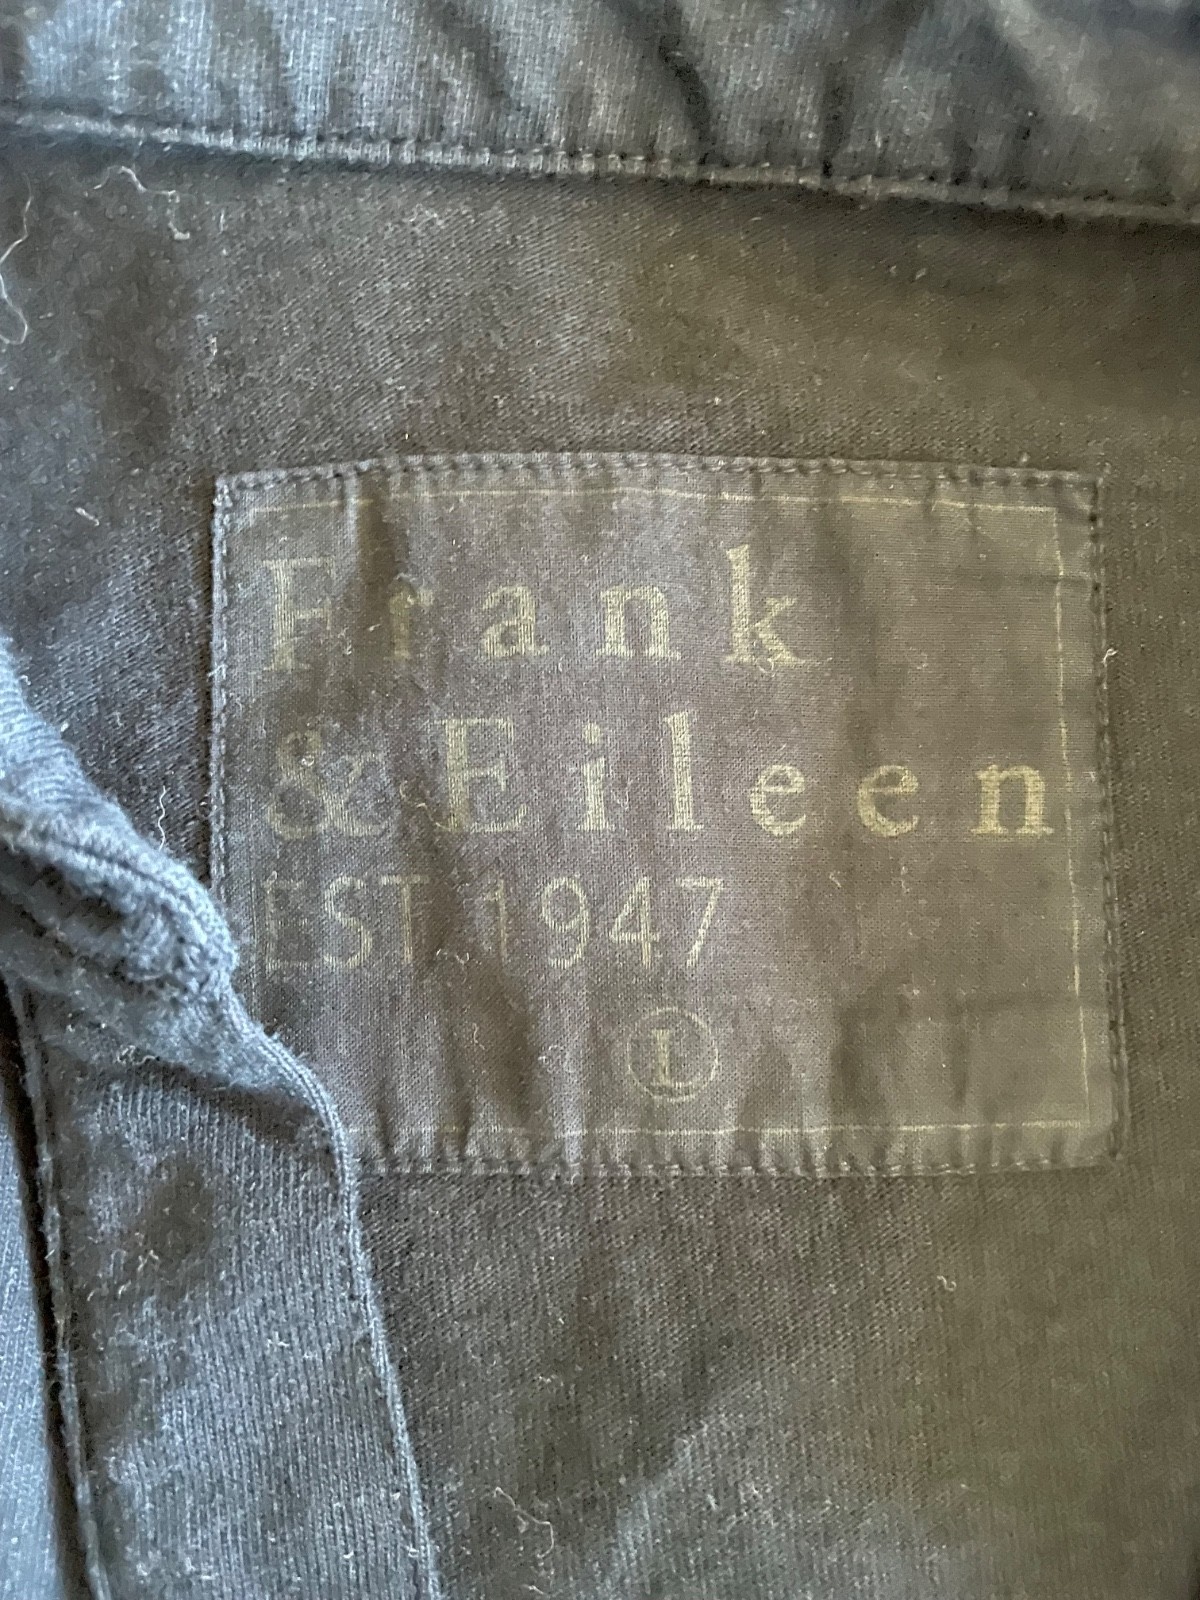 Frank
& Eileen
EST 1947
L